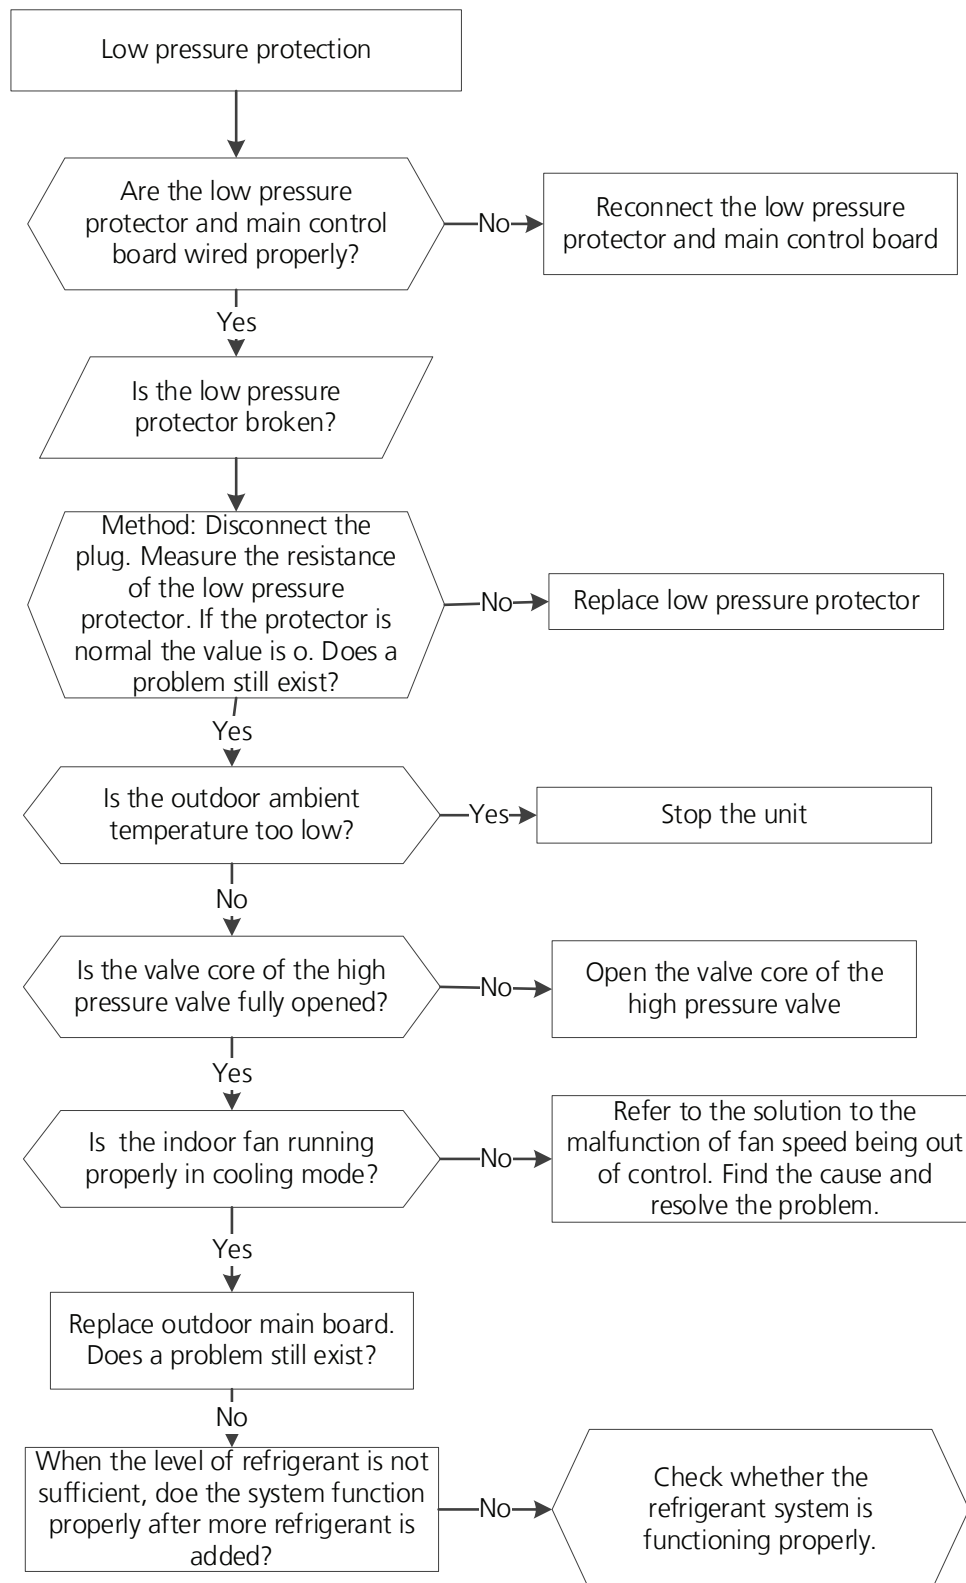 Low pressure protection
Are the low pressure
protector and main control
board wired properly?
No
Reconnect the low pressure
protector and main control board
Yes
Is the low pressure
protector broken?
Method: Disconnect the
plug. Measure the resistance
of the low pressure
protector. If the protector is
normal the value is o. Does a
problem still exist?
No
Replace low pressure protector
Yes
Is the outdoor ambient
temperature too low?
Yes
Stop the unit
No
Is the valve core of the high
pressure valve fully opened?
No
Open the valve core of the
high pressure valve
Yes
Is the indoor fan running
properly in cooling mode?
No
Refer to the solution to the
malfunction of fan speed being out
of control. Find the cause and
resolve the problem.
Yes
Replace outdoor main board.
Does a problem still exist?
No
When the level of refrigerant is not
sufficient, doe the system function
properly after more refrigerant is
added?
No
Check whether the
refrigerant system is
functioning properly.